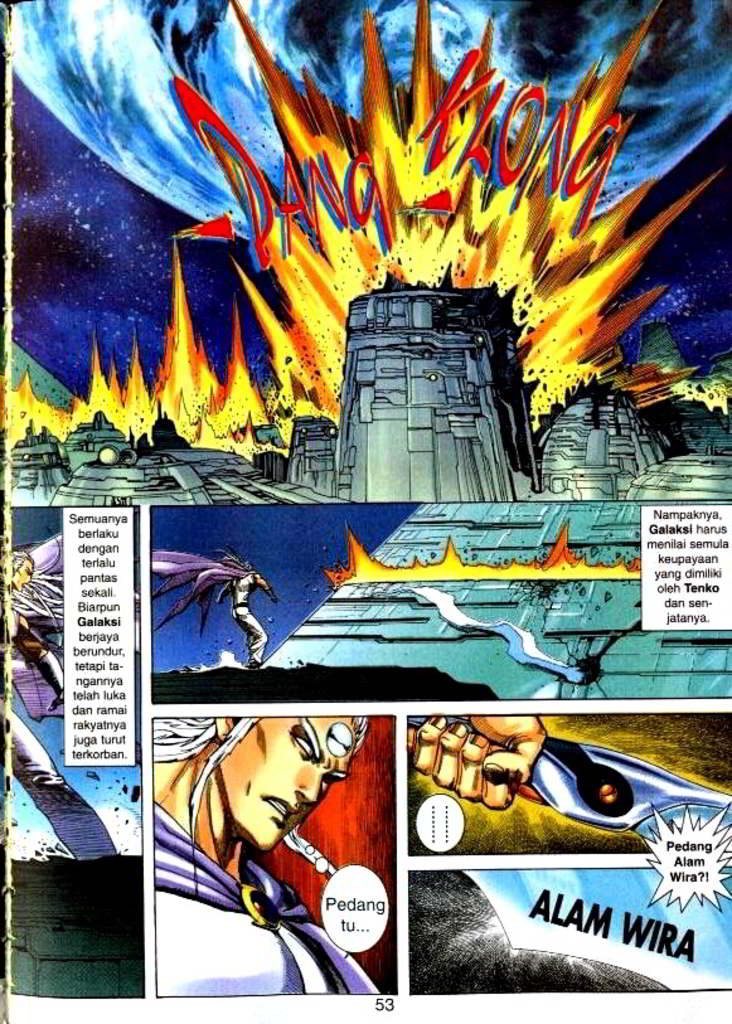 DANG
KLONG
Semuanya
berlaku
dengan
terlalu
pantas
sekali.
Biarpun
Galaksi
berjaya
berundur,
tetapi ta-
ngannya
telah luka
dan ramai
rakyatnya
juga turut
terkorban.
Nampaknya,
Galaksi harus
menilai semula
keupayaan
yang dimiliki
oleh Tenko
dan sen-
jatanya.
Pedang
tu...
Pedang
Alam
Wira?!
ALAM WIRA
53